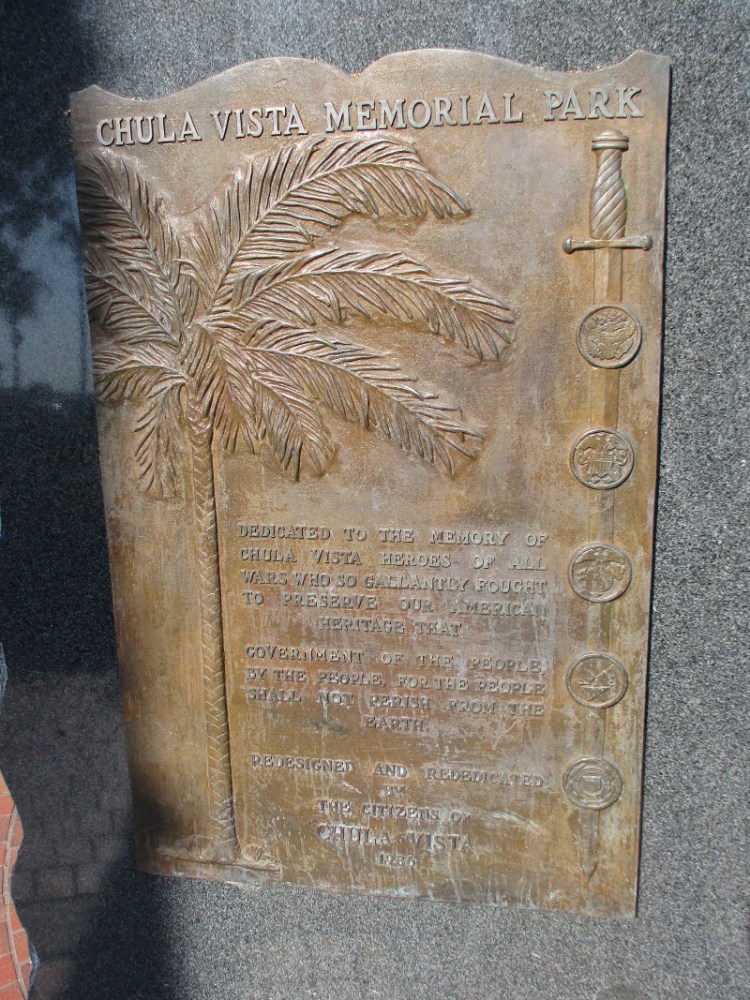 CHULA VISTA MEMORIAL PARK
DEDICATED TO THE MEMORY OF
CHULA VISTA HEROES OF ALL
WARS WHO SO GALLANTLY FOUGHT
TO PRESERVE OUR AMERICAN
HERITAGE THAT
GOVERNMENT OF THE PEOPLE,
BY THE PEOPLE, FOR THE PEOPLE
SHALL NOT PERISH FROM THE
EARTH.
REDESIGNED AND REDEDICATED
BY
THE CITIZENS OF
CHULA VISTA
1986